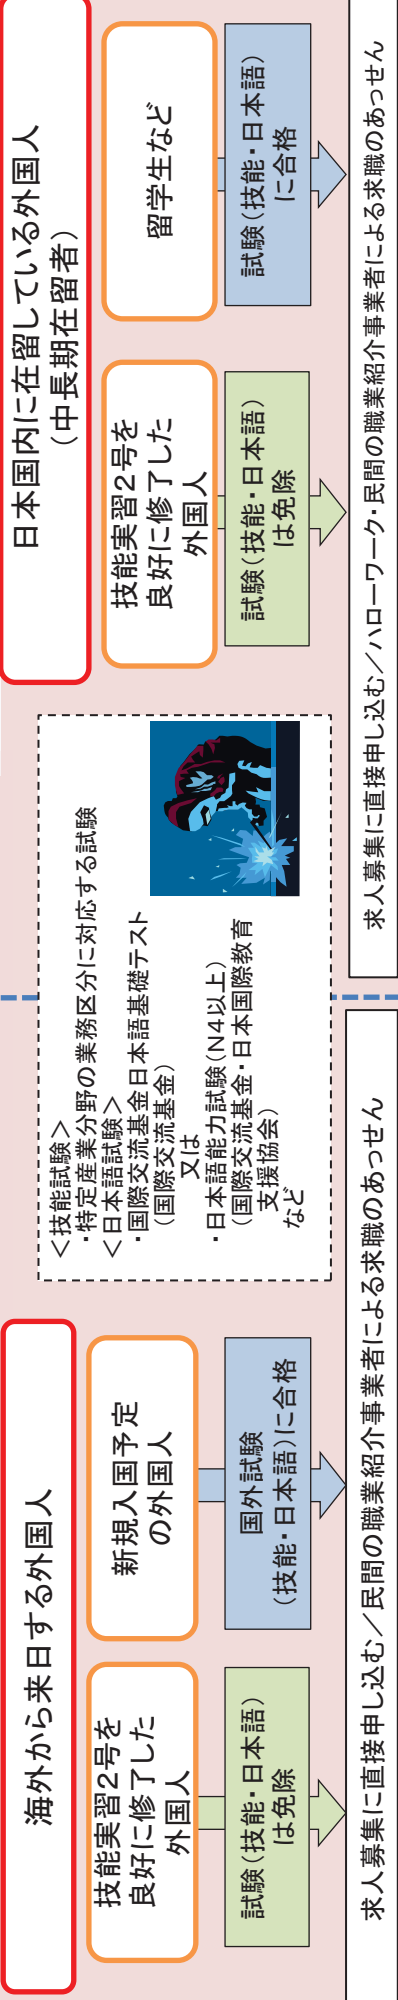 海外から来日する外国人
技能実習２号を
良好に修了した
外国人
試験（技能・日本語）
は免除
新規入国予定
の外国人
国外試験
（技能・日本語）に合格
求人募集に直接申し込む／民間の職業紹介事業者による求職のあっせん
＜技能試験＞
・特定産業分野の業務区分に対応する試験
＜日本語試験＞
・国際交流基金日本語基礎テスト
（国際交流基金）
又は
・日本語能力試験（N4以上）
（国際交流基金・日本国際教育
支援協会）
など
日本国内に在留している外国人
（中長期在留者）
技能実習２号を
良好に修了した
外国人
試験（技能・日本語）
は免除
留学生など
試験（技能・日本語）
に合格
求人募集に直接申し込む／ハローワーク・民間の職業紹介事業者による求職のあっせん